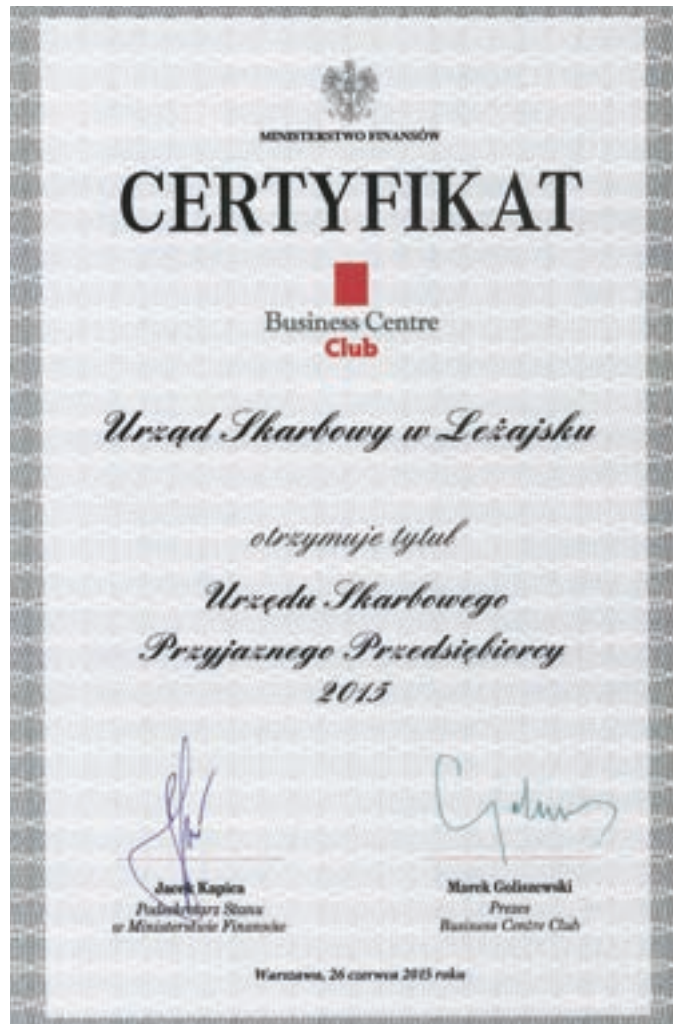 MINISTERSTWO FINANSÓW
CERTYFIKAT
Business Centre
Club
Urząd Skarbowy w Leżajsku
otrzymuje tytuł
Urzędu Skarbowego
Przyjaznego Przedsiębiorcy
2015
Jacek Kapica
Podsekretarz Stanu
w Ministerstwie Finansów
Marek Goliszewski
Prezes
Business Centre Club
Warszawa, 26 czerwca 2015 roku